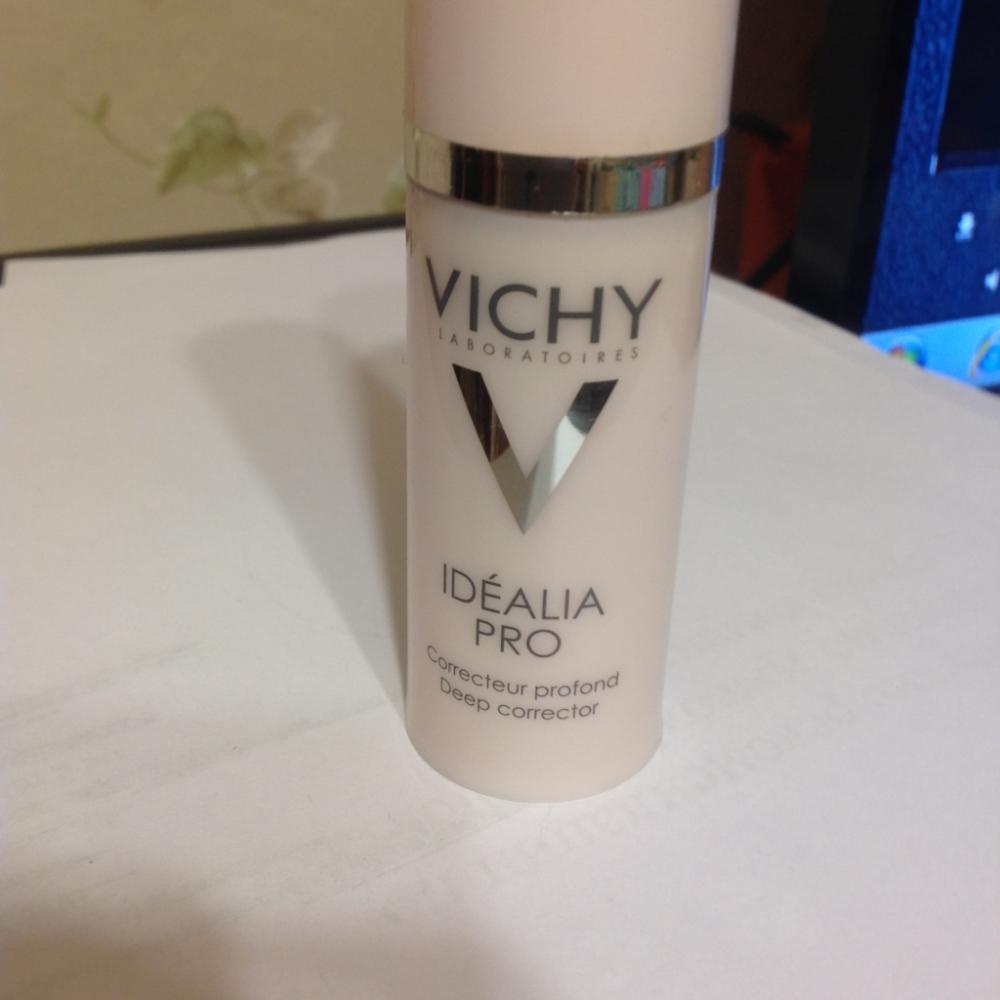 VICHY
LABORATOIRES
IDÉALIA
PRO
Correcteur profond
Deep corrector